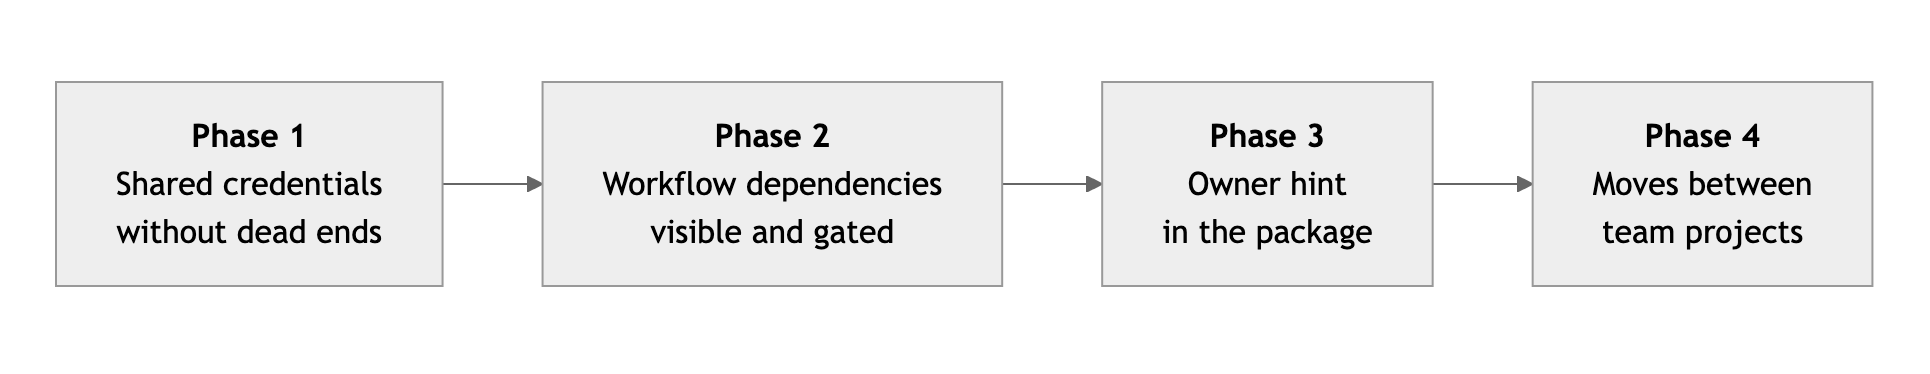 Phase 1
Shared credentials
without dead ends
Phase 2
Workflow dependencies
visible and gated
Phase 3
Owner hint
in the package
Phase 4
Moves between
team projects